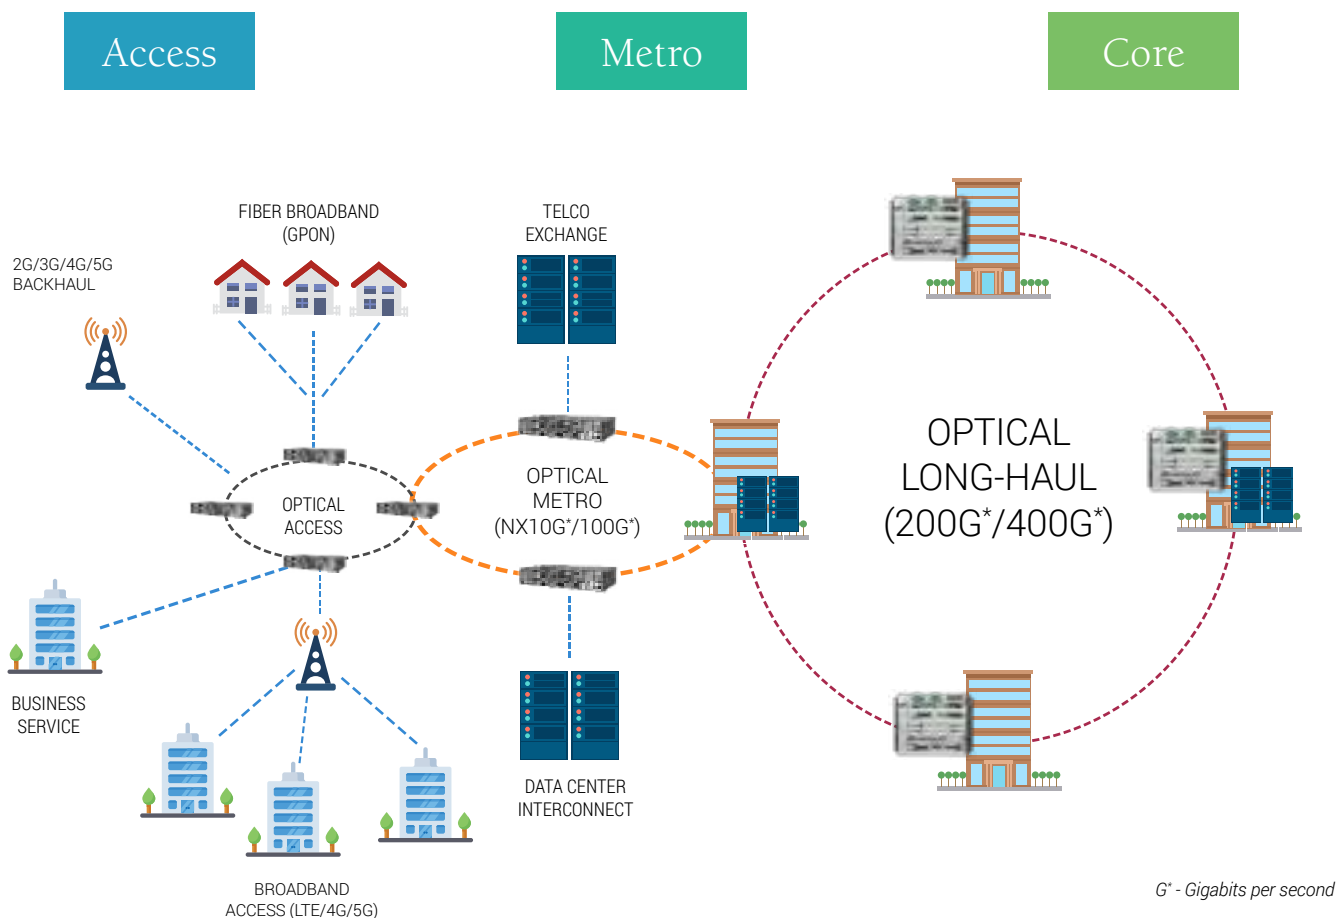 Access
Metro
Core
FIBER BROADBAND
(GPON)
TELCO
EXCHANGE
2G/3G/4G/5G
BACKHAUL
OPTICAL
ACCESS
OPTICAL
METRO
(NX10G*/100G*)
OPTICAL
LONG-HAUL
(200G*/400G*)
BUSINESS
SERVICE
DATA CENTER
INTERCONNECT
BROADBAND
ACCESS (LTE/4G/5G)
G* - Gigabits per second